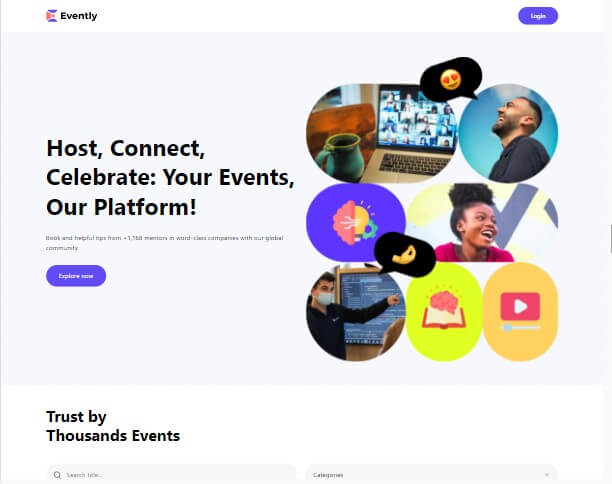 Evently
Login
Host, Connect,
Celebrate: Your Events,
Our Platform!
Book and helpful tips from +1,168 mentors in word-class companies with our global
community.
Explore now
Trust by
Thousands Events
Search title...
Categories